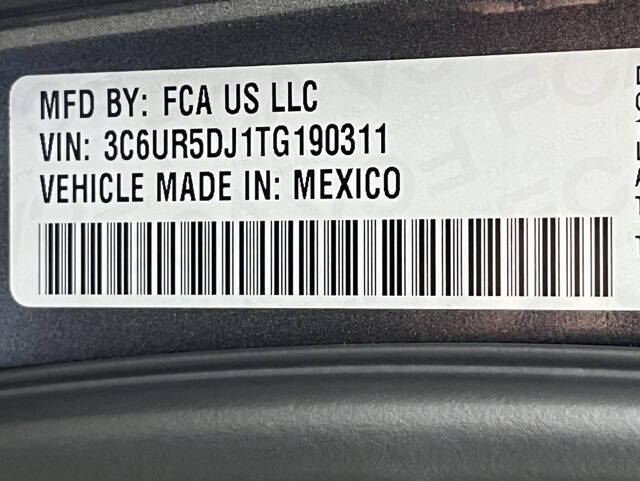 MFD BY: FCA US LLC
VIN: 3C6UR5DJ1TG190311
VEHICLE MADE IN: MEXICO